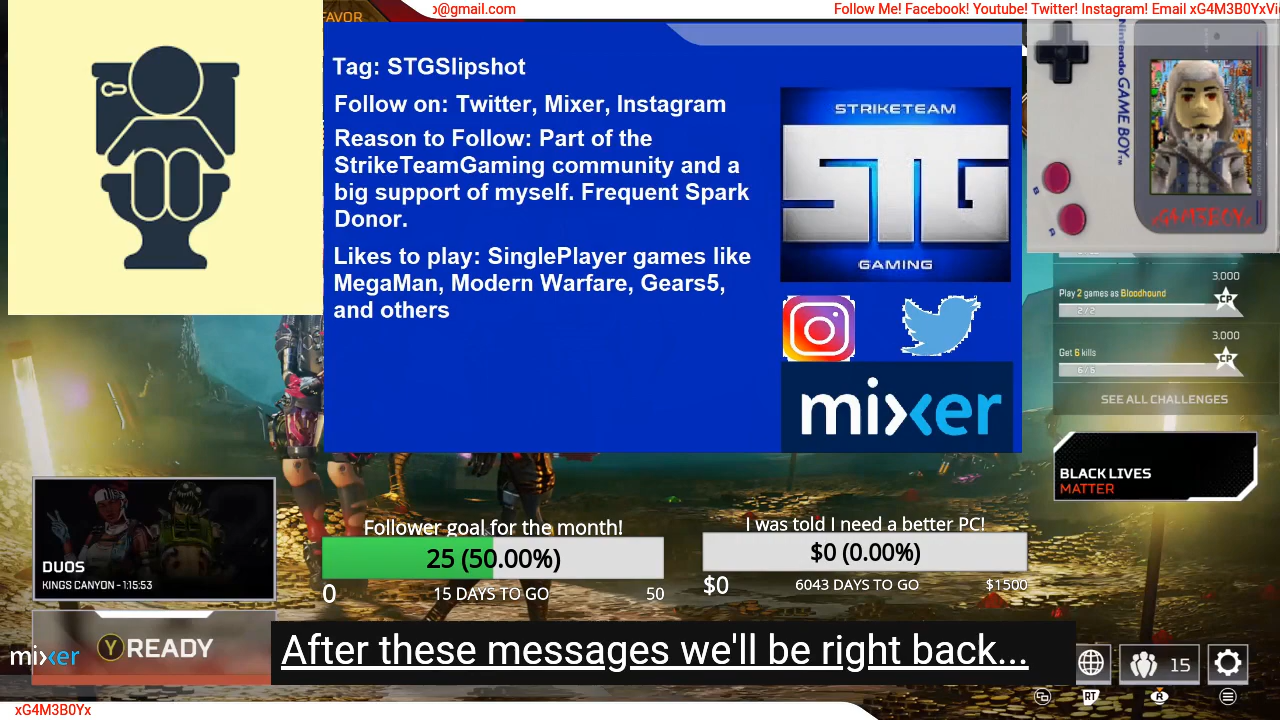 FAVOR
o@gmail.com
Follow Me! Facebook! Youtube! Twitter! Instagram! Email xG4M3B0YxVi
Tag: STGSlipshot
Follow on: Twitter, Mixer, Instagram
Reason to Follow: Part of the
StrikeTeamGaming community and a
big support of myself. Frequent Spark
Donor.
Likes to play: SinglePlayer games like
MegaMan, Modern Warfare, Gears5,
and others
STRIKETEAM
STG
GAMING
mixer
Nintendo GAME BOY
xGAM3B0Yx
3,000
Play 2 games as Bloodhound
CP
2/2
3,000
Get 6 kills
CP
6/6
SEE ALL CHALLENGES
BLACK LIVES
MATTER
DUOS
KINGS CANYON - 1:15:53
Follower goal for the month!
25 (50.00%)
0
15 DAYS TO GO
50
I was told I need a better PC!
$0 (0.00%)
$0
6043 DAYS TO GO
$1500
mixer
Y READY
After these messages we'll be right back...
15
RT
R
xG4M3B0Yx